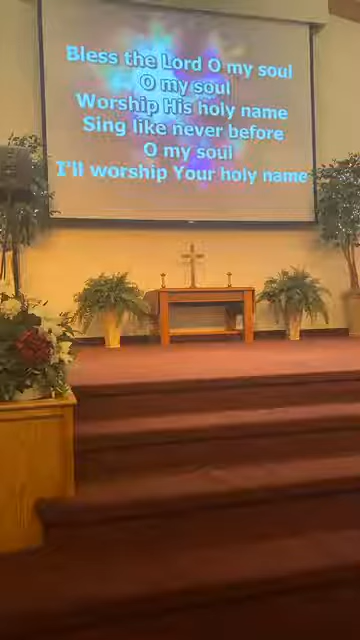 Bless the Lord O my soul
O my soul
Worship His holy name
Sing like never before
O my soul
I'll worship Your holy name